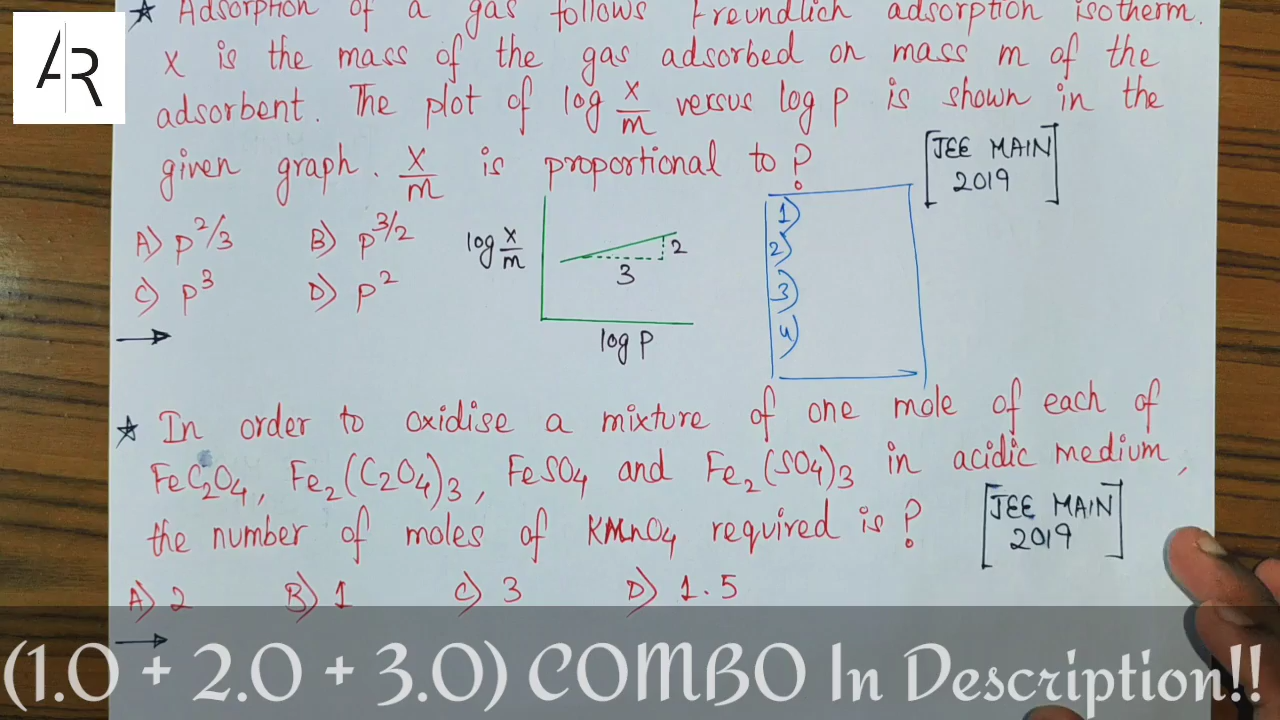 AR
★ Adsorption of a gas follows Freundlich adsorption isotherm.
x is the mass of the gas adsorbed on mass m of the
adsorbent. The plot of log x/m versus log p is shown in the
given graph. x/m is proportional to ?
[JEE MAIN
2019]
A) p^2/3 B) p^3/2
C) p^3 D) p^2
log x/m
2
3
log P
1)
2)
3)
4)
★ In order to oxidise a mixture of one mole of each of
FeC2O4, Fe2(C2O4)3, FeSO4 and Fe2(SO4)3 in acidic medium,
the number of moles of KMnO4 required is ?
[JEE MAIN
2019]
A) 2 B) 1 C) 3 D) 1.5
(1.0 + 2.0 + 3.0) COMBO In Description!!